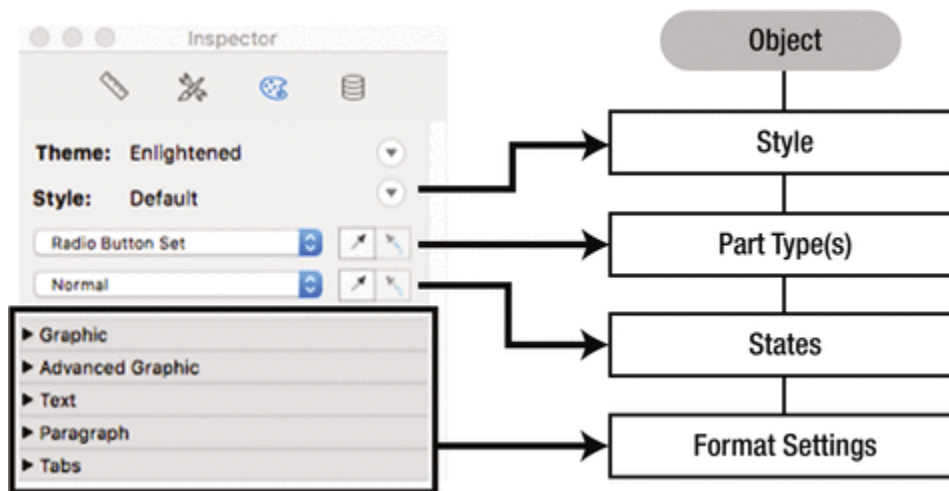 Inspector
Theme: Enlightened
Style: Default
Radio Button Set
Normal
Graphic
Advanced Graphic
Text
Paragraph
Tabs
Object
Style
Part Type(s)
States
Format Settings